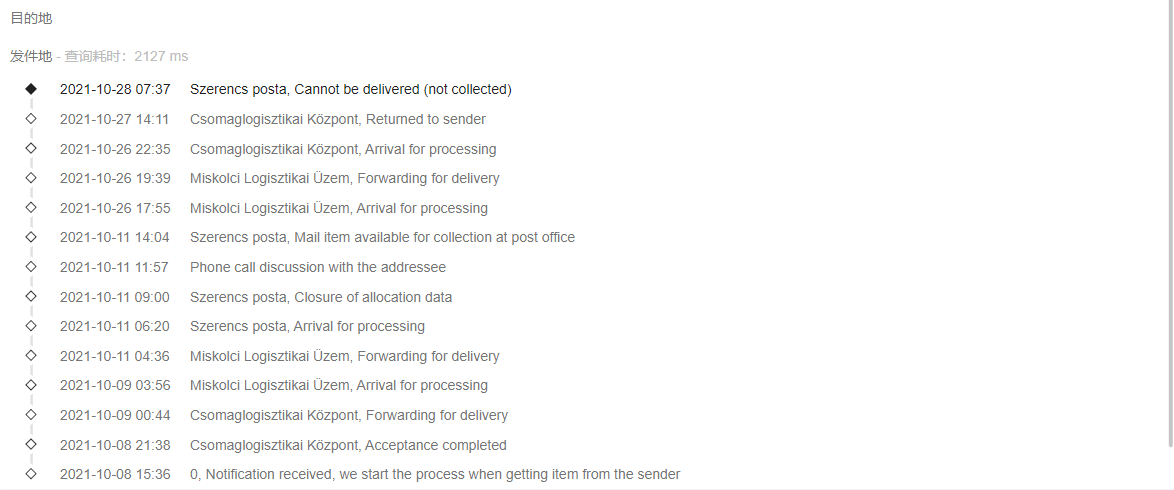 目的地
发件地 - 查询耗时：2127 ms
2021-10-28 07:37 Szerencs posta, Cannot be delivered (not collected)
2021-10-27 14:11 Csomaglogisztikai Központ, Returned to sender
2021-10-26 22:35 Csomaglogisztikai Központ, Arrival for processing
2021-10-26 19:39 Miskolci Logisztikai Üzem, Forwarding for delivery
2021-10-26 17:55 Miskolci Logisztikai Üzem, Arrival for processing
2021-10-11 14:04 Szerencs posta, Mail item available for collection at post office
2021-10-11 11:57 Phone call discussion with the addressee
2021-10-11 09:00 Szerencs posta, Closure of allocation data
2021-10-11 06:20 Szerencs posta, Arrival for processing
2021-10-11 04:36 Miskolci Logisztikai Üzem, Forwarding for delivery
2021-10-09 03:56 Miskolci Logisztikai Üzem, Arrival for processing
2021-10-09 00:44 Csomaglogisztikai Központ, Forwarding for delivery
2021-10-08 21:38 Csomaglogisztikai Központ, Acceptance completed
2021-10-08 15:36 0, Notification received, we start the process when getting item from the sender